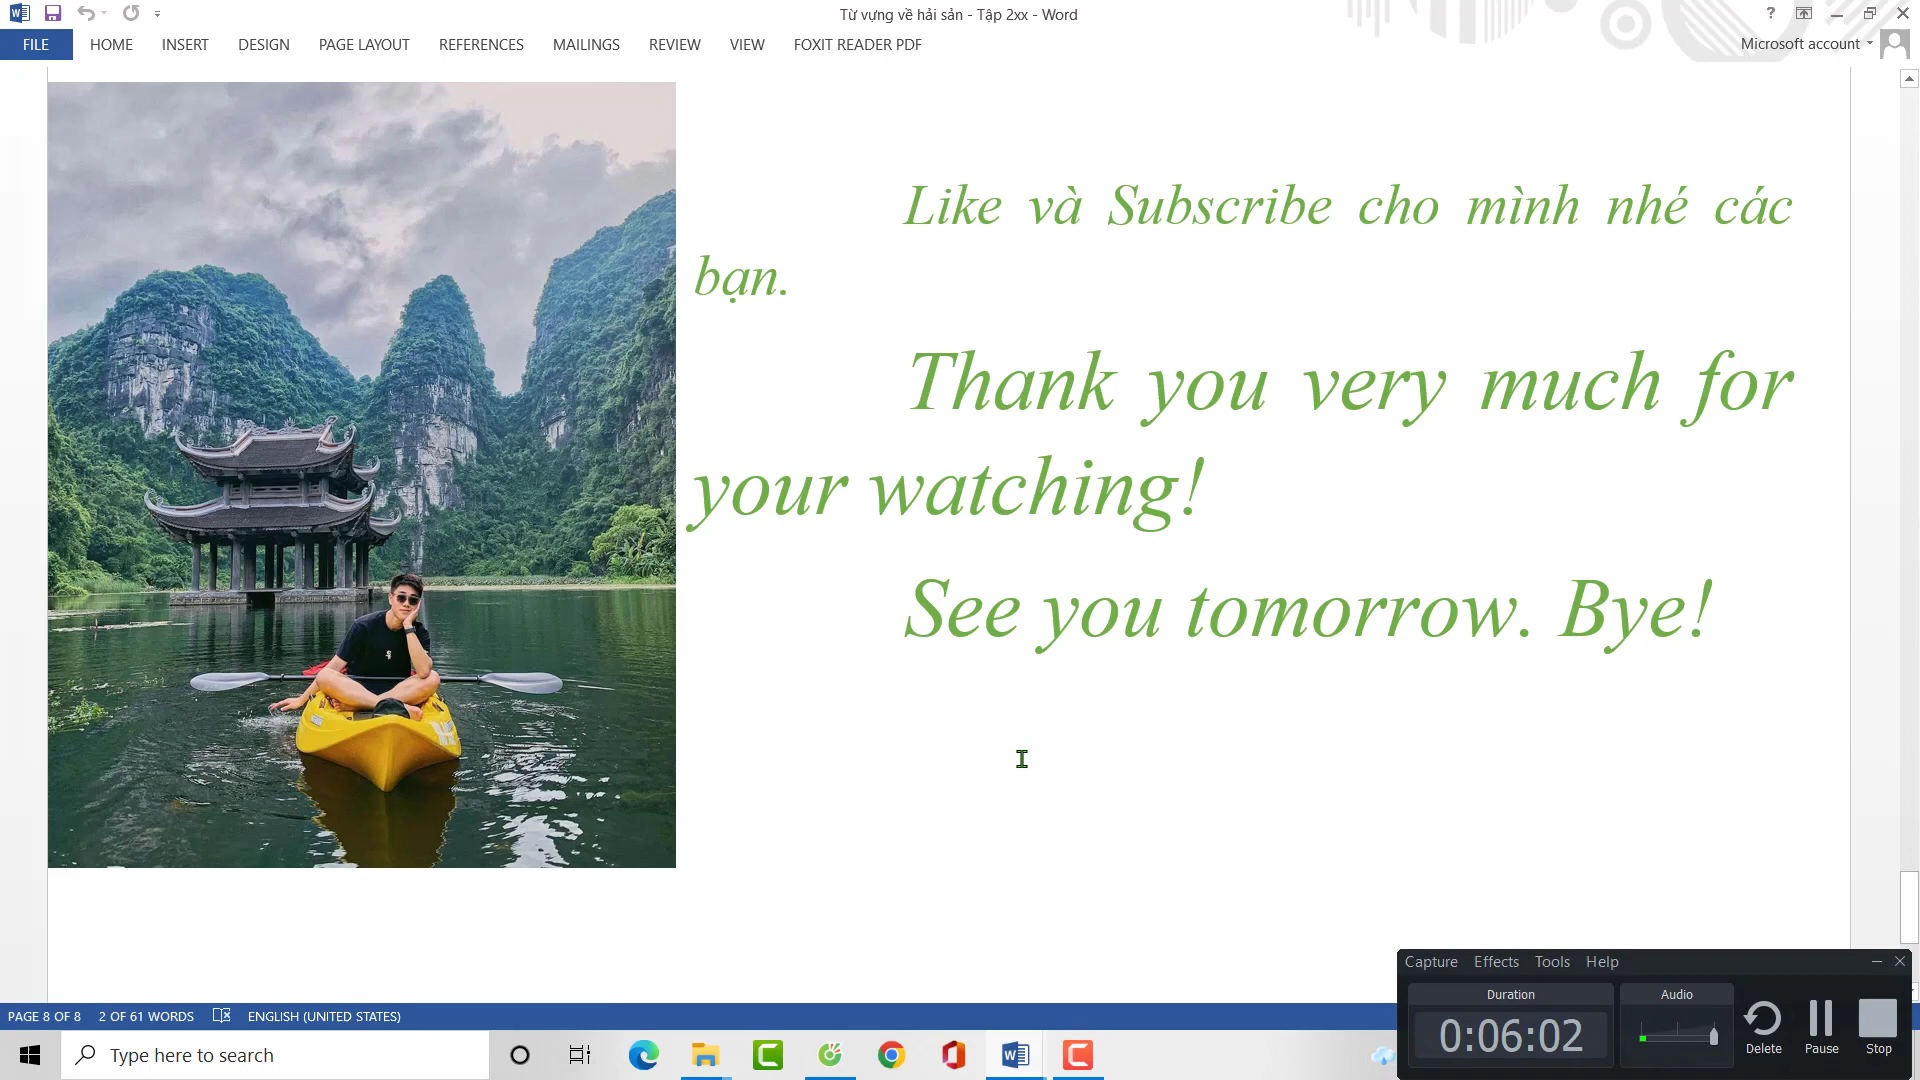 Từ vựng về hải sản - Tập 2xx - Word
?
FILE HOME INSERT DESIGN PAGE LAYOUT REFERENCES MAILINGS REVIEW VIEW FOXIT READER PDF
Microsoft account
Like và Subscribe cho mình nhé các
bạn.
Thank you very much for
your watching!
See you tomorrow. Bye!
Capture Effects Tools Help
Duration Audio
0:06:02
Delete Pause Stop
PAGE 8 OF 8 2 OF 61 WORDS ENGLISH (UNITED STATES)
Type here to search